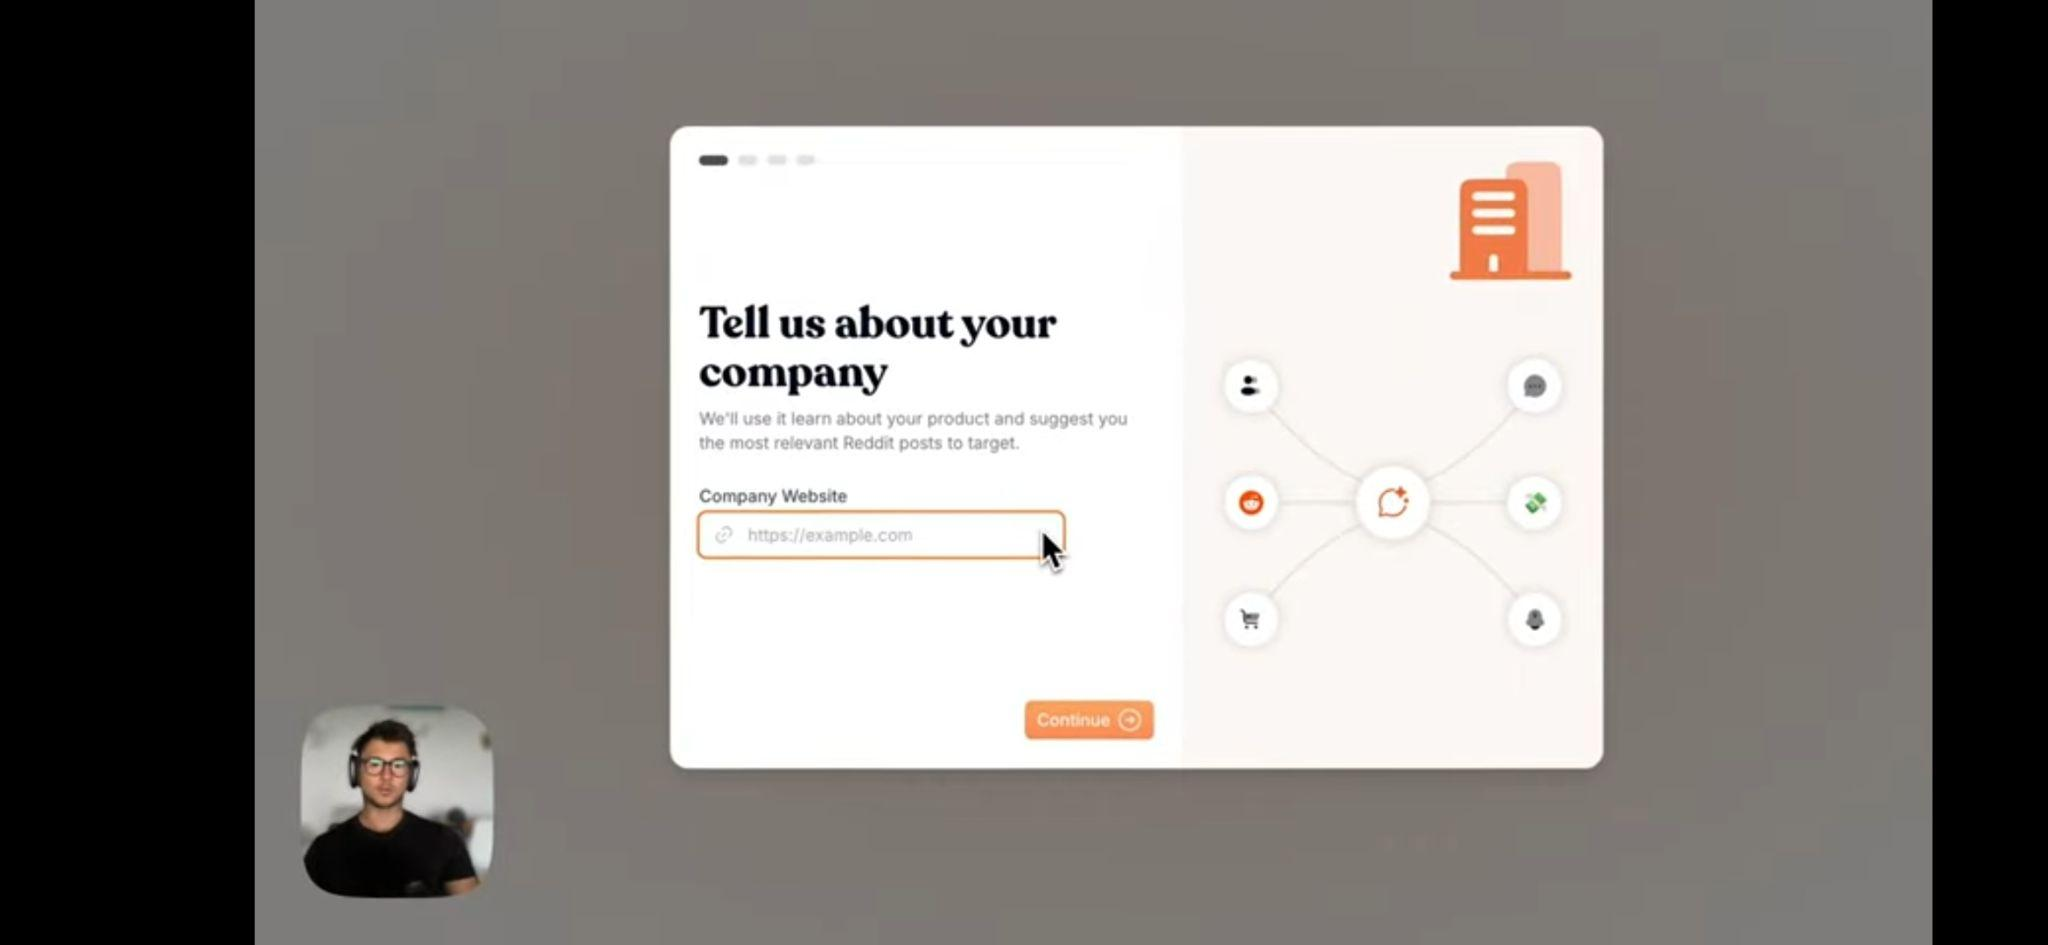 Tell us about your
company
We'll use it learn about your product and suggest you
the most relevant Reddit posts to target.
Company Website
https://example.com
Continue